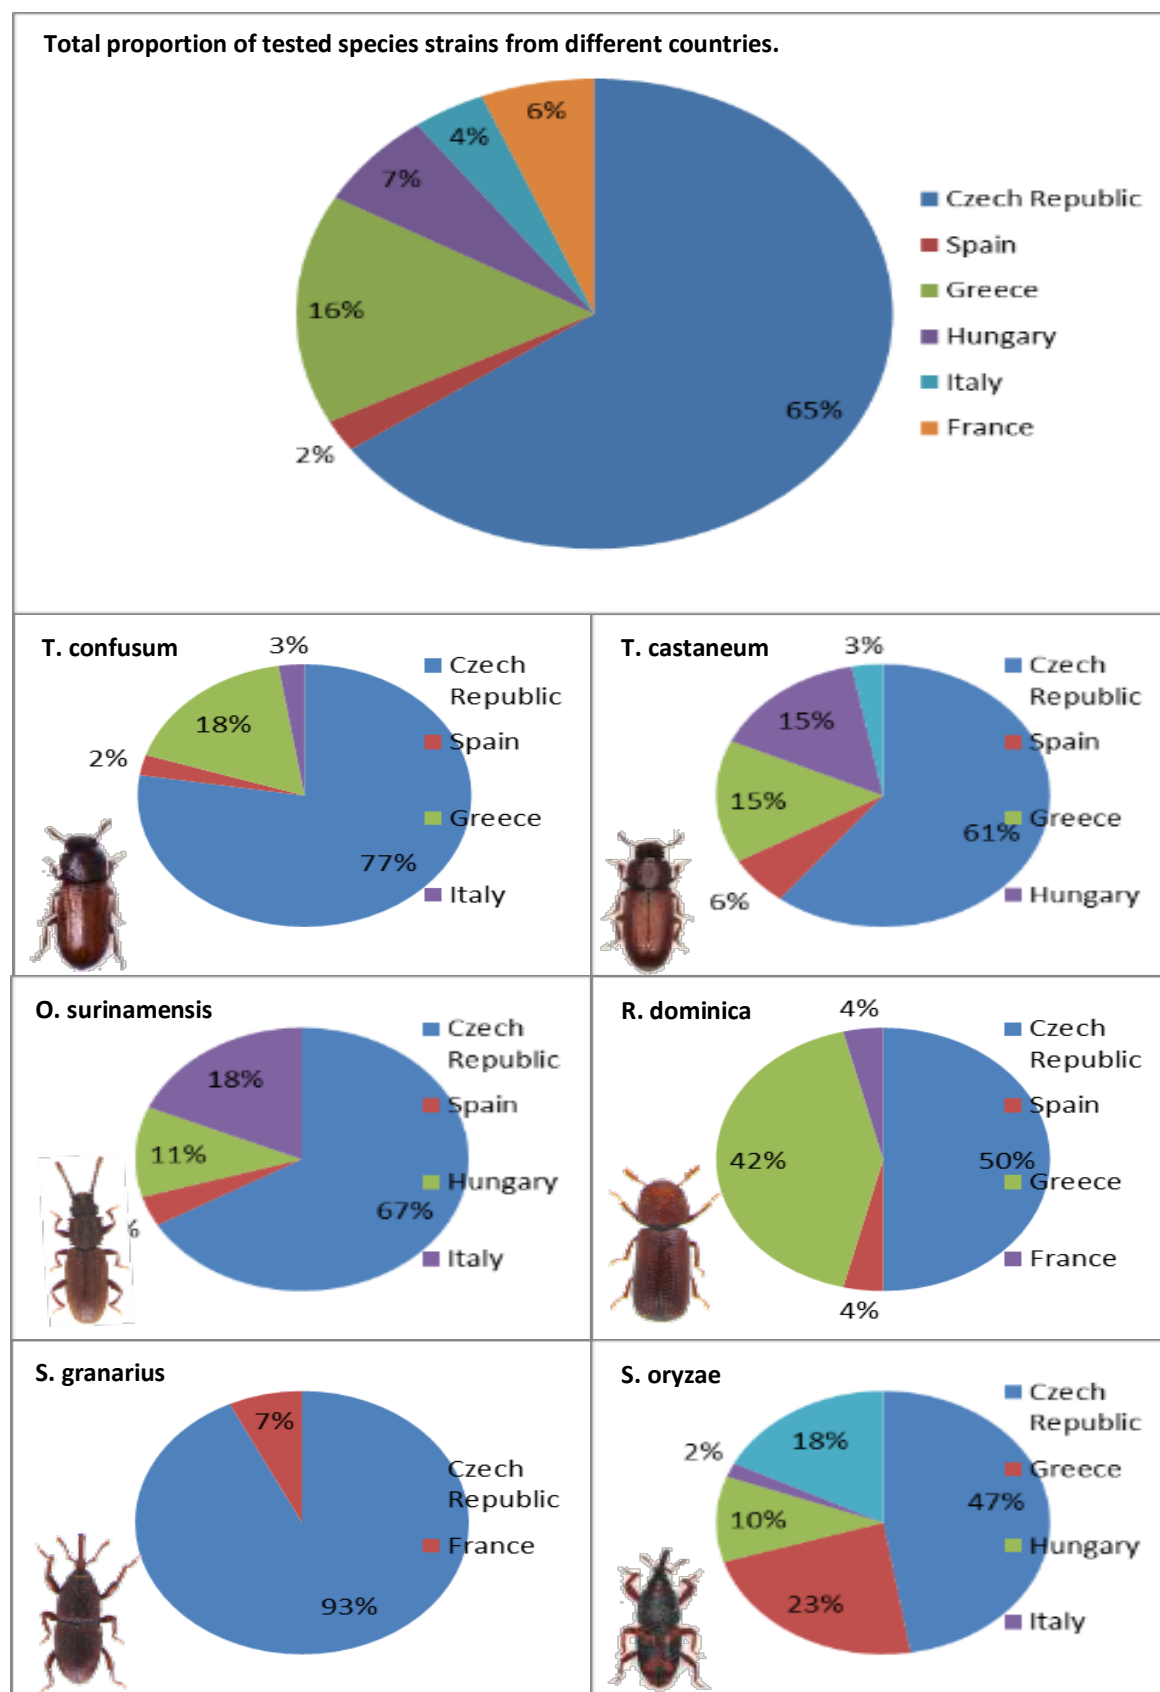 Total proportion of tested species strains from different countries.
6%
4%
7%
16%
2%
65%
Czech Republic
Spain
Greece
Hungary
Italy
France
T. confusum
3%
18%
2%
77%
Czech
Republic
Spain
Greece
Italy
T. castaneum
3%
15%
15%
6%
61%
Czech
Republic
Spain
Greece
Hungary
O. surinamensis
18%
11%
%
67%
Czech
Republic
Spain
Hungary
Italy
R. dominica
4%
42%
50%
4%
Czech
Republic
Spain
Greece
France
S. granarius
7%
93%
Czech
Republic
France
S. oryzae
18%
2%
10%
23%
47%
Czech
Republic
Greece
Hungary
Italy